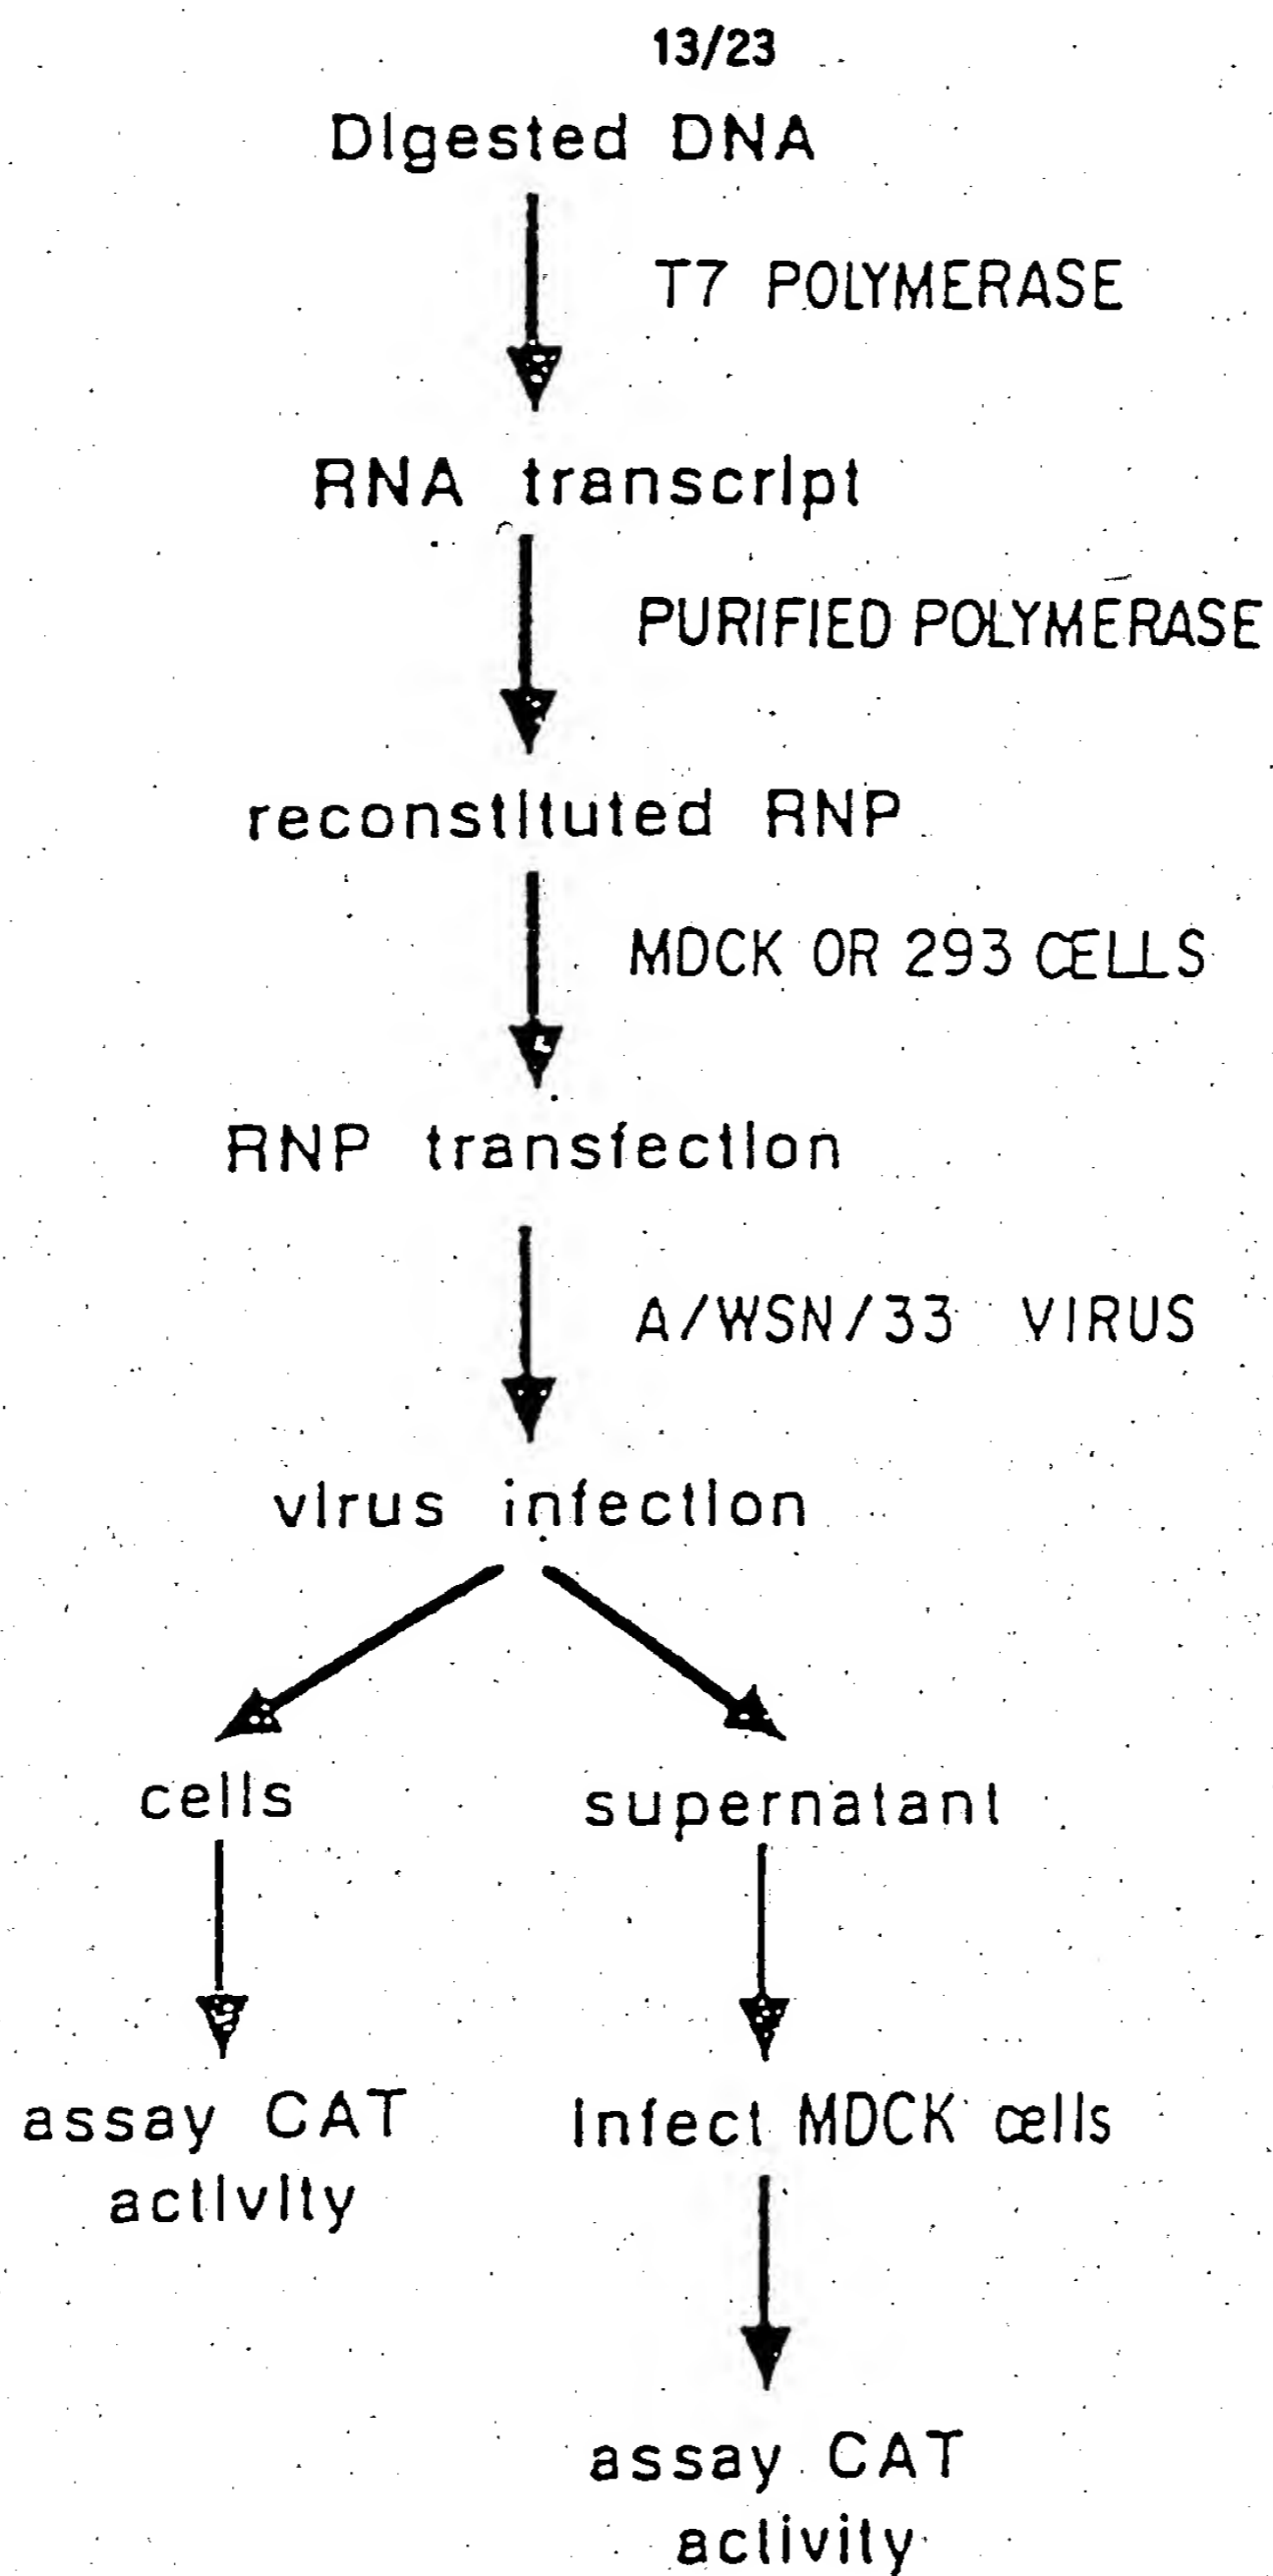 13/23
Digested DNA
T7 POLYMERASE
RNA transcript
PURIFIED POLYMERASE
reconstituted RNP
MDCK OR 293 CELLS
RNP transfection
A/WSN/33 VIRUS
virus infection
cells
supernatant
assay CAT
activity
Infect MDCK cells
assay CAT
activity